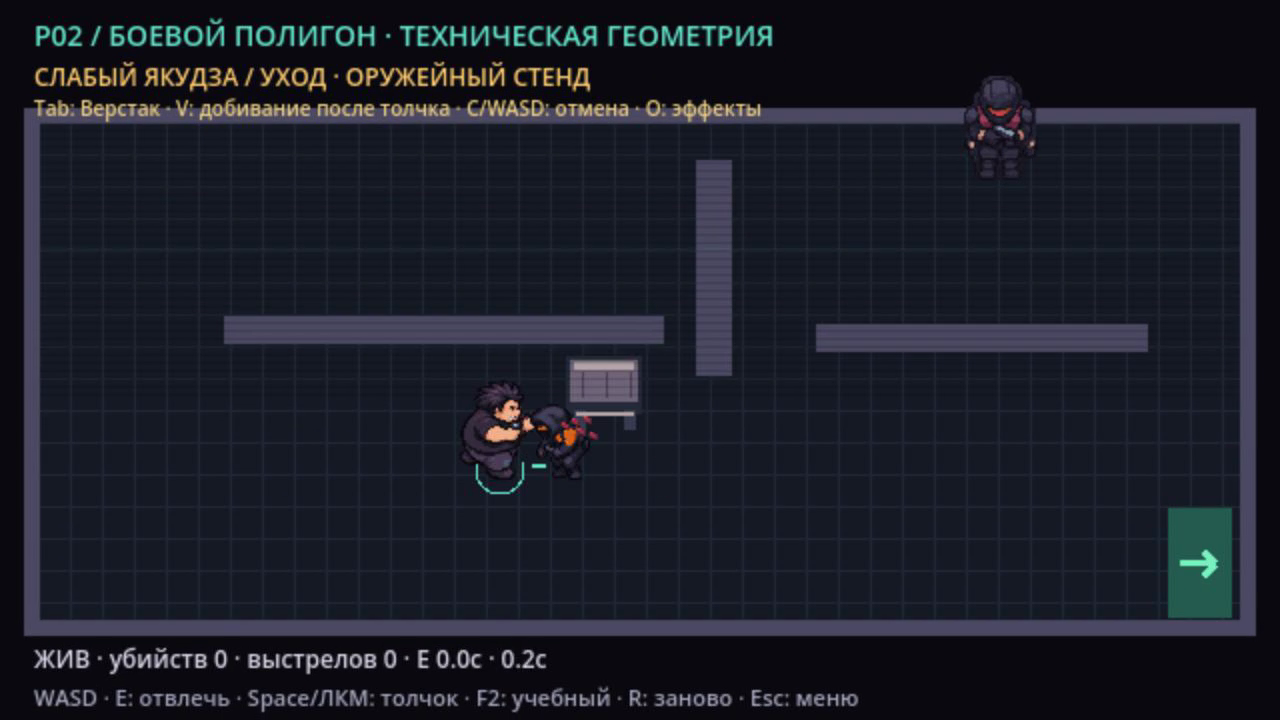 P02 / БОЕВОЙ ПОЛИГОН · ТЕХНИЧЕСКАЯ ГЕОМЕТРИЯ
СЛАБЫЙ ЯКУДЗА / УХОД · ОРУЖЕЙНЫЙ СТЕНД
Tab: Верстак · V: добивание после толчка · C/WASD: отмена · O: эффекты
→
ЖИВ · убийств 0 · выстрелов 0 · E 0.0с · 0.2с
WASD · E: отвлечь · Space/ЛКМ: толчок · F2: учебный · R: заново · Esc: меню